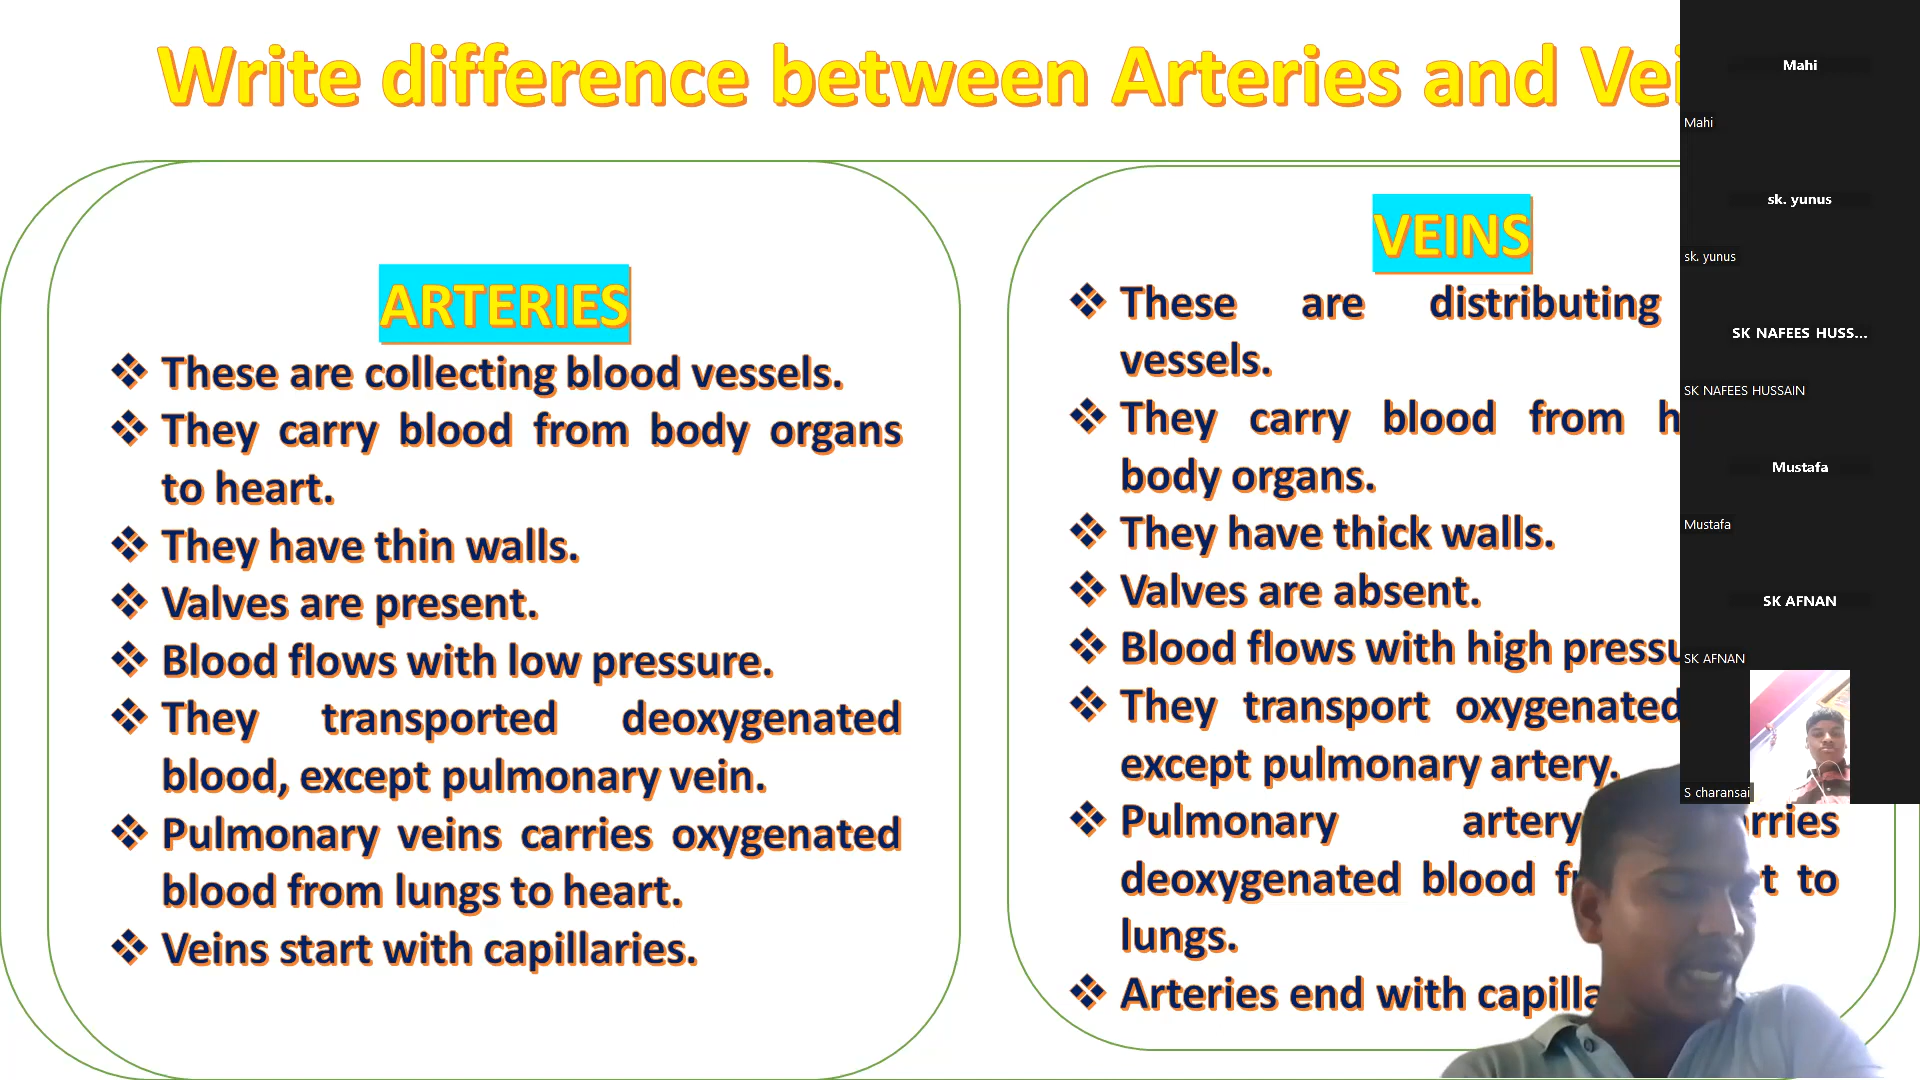 Write difference between Arteries and Vei
ARTERIES
❖ These are collecting blood vessels.
❖ They carry blood from body organs
to heart.
❖ They have thin walls.
❖ Valves are present.
❖ Blood flows with low pressure.
❖ They transported deoxygenated
blood, except pulmonary vein.
❖ Pulmonary veins carries oxygenated
blood from lungs to heart.
❖ Veins start with capillaries.
VEINS
❖ These are distributing
vessels.
❖ They carry blood from
body organs.
❖ They have thick walls.
❖ Valves are absent.
❖ Blood flows with high pressu
❖ They transport oxygenated
except pulmonary artery.
❖ Pulmonary artery rries
deoxygenated blood to
lungs.
❖ Arteries end with capilla
Mahi
Mahi
sk. yunus
sk. yunus
SK NAFEES HUSS...
SK NAFEES HUSSAIN
Mustafa
Mustafa
SK AFNAN
SK AFNAN
S charansai